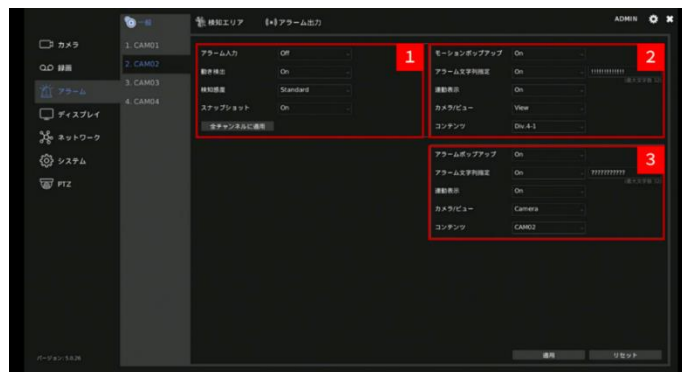 一般
検知エリア
アラーム出力
ADMIN
カメラ
録画
アラーム
ディスプレイ
ネットワーク
システム
PTZ
1. CAM01
2. CAM02
3. CAM03
4. CAM04
1
アラーム入力 Off
動き検出 On
検知感度 Standard
スナップショット On
全チャンネルに適用
2
モーションポップアップ On
アラーム文字列指定 On !!!!!!!!!!!!!
連動表示 On
カメラ/ビュー View
コンテンツ Div.4-1
3
アラームポップアップ On
アラーム文字列指定 On ???????????
連動表示 On
カメラ/ビュー Camera
コンテンツ CAM02
バージョン: 5.0.26
適用
リセット